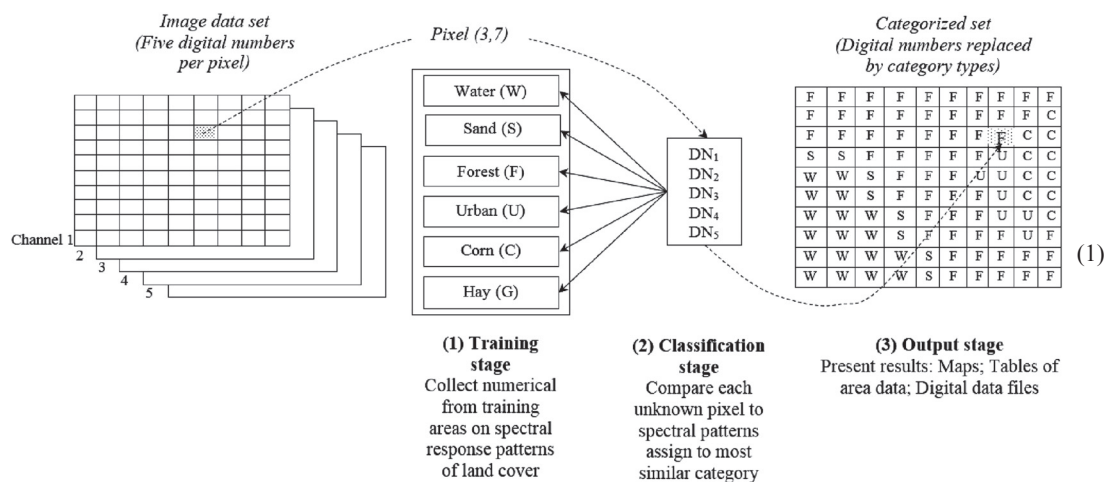 Image data set
(Five digital numbers
per pixel)
Pixel (3,7)
Categorized set
(Digital numbers replaced
by category types)
Channel 1
2
3
4
5
Water (W)
Sand (S)
Forest (F)
Urban (U)
Corn (C)
Hay (G)
DN₁
DN₂
DN₃
DN₄
DN₅
F F F F F F F F F
F F F F F F F F C
F F F F F F F C C
S S F F F F U C C
W W S F F F U U C C
W W S F F F F U C C
W W W S F F F U U C
W W W S F F F F U F
W W W W S F F F F F
W W W W S F F F F F
(1)
(1) Training
stage
Collect numerical
from training
areas on spectral
response patterns
of land cover
(2) Classification
stage
Compare each
unknown pixel to
spectral patterns
assign to most
similar category
(3) Output stage
Present results: Maps; Tables of
area data; Digital data files